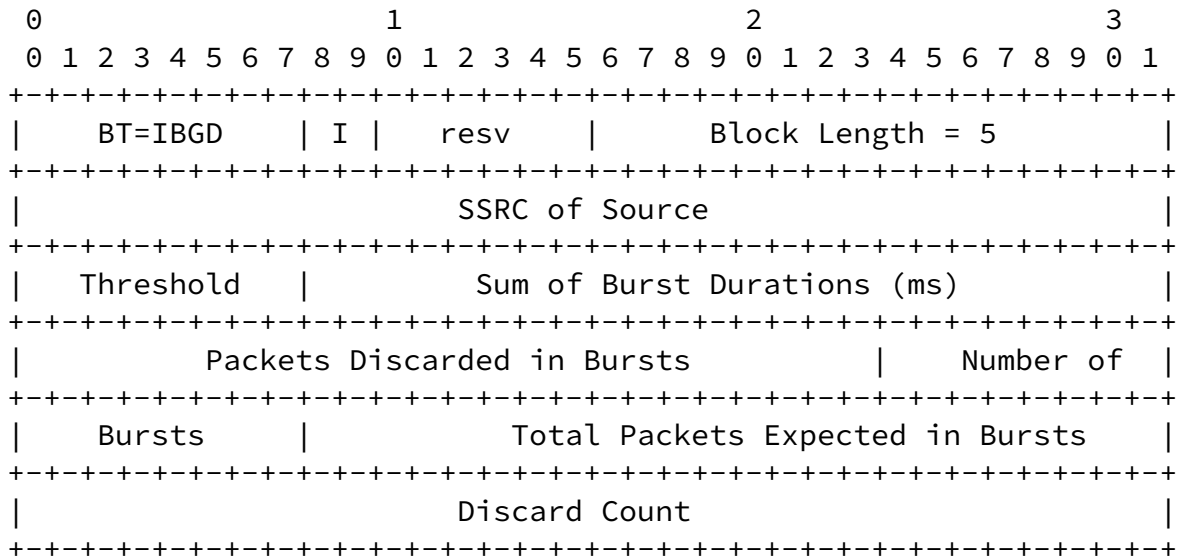 0                   1                   2                   3
 0 1 2 3 4 5 6 7 8 9 0 1 2 3 4 5 6 7 8 9 0 1 2 3 4 5 6 7 8 9 0 1
+-+-+-+-+-+-+-+-+-+-+-+-+-+-+-+-+-+-+-+-+-+-+-+-+-+-+-+-+-+-+-+-+
|    BT=IBGD    | I |   resv    |      Block Length = 5         |
+-+-+-+-+-+-+-+-+-+-+-+-+-+-+-+-+-+-+-+-+-+-+-+-+-+-+-+-+-+-+-+-+
|                        SSRC of Source                         |
+-+-+-+-+-+-+-+-+-+-+-+-+-+-+-+-+-+-+-+-+-+-+-+-+-+-+-+-+-+-+-+-+
|   Threshold   |         Sum of Burst Durations (ms)           |
+-+-+-+-+-+-+-+-+-+-+-+-+-+-+-+-+-+-+-+-+-+-+-+-+-+-+-+-+-+-+-+-+
|          Packets Discarded in Bursts          |    Number of  |
+-+-+-+-+-+-+-+-+-+-+-+-+-+-+-+-+-+-+-+-+-+-+-+-+-+-+-+-+-+-+-+-+
|    Bursts     |           Total Packets Expected in Bursts    |
+-+-+-+-+-+-+-+-+-+-+-+-+-+-+-+-+-+-+-+-+-+-+-+-+-+-+-+-+-+-+-+-+
|                        Discard Count                          |
+-+-+-+-+-+-+-+-+-+-+-+-+-+-+-+-+-+-+-+-+-+-+-+-+-+-+-+-+-+-+-+-+